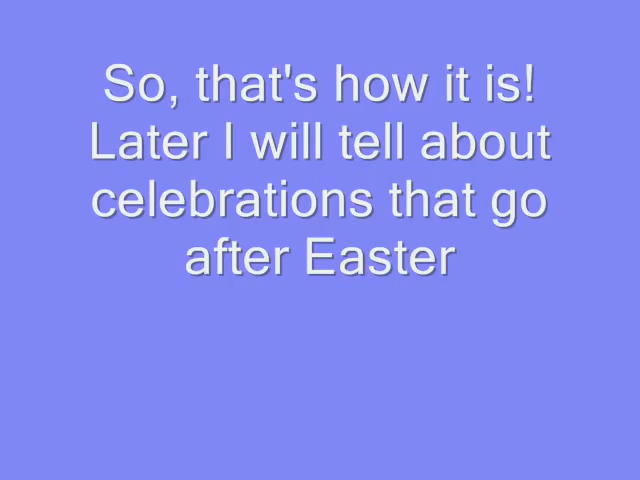 So, that's how it is!
Later I will tell about
celebrations that go
after Easter